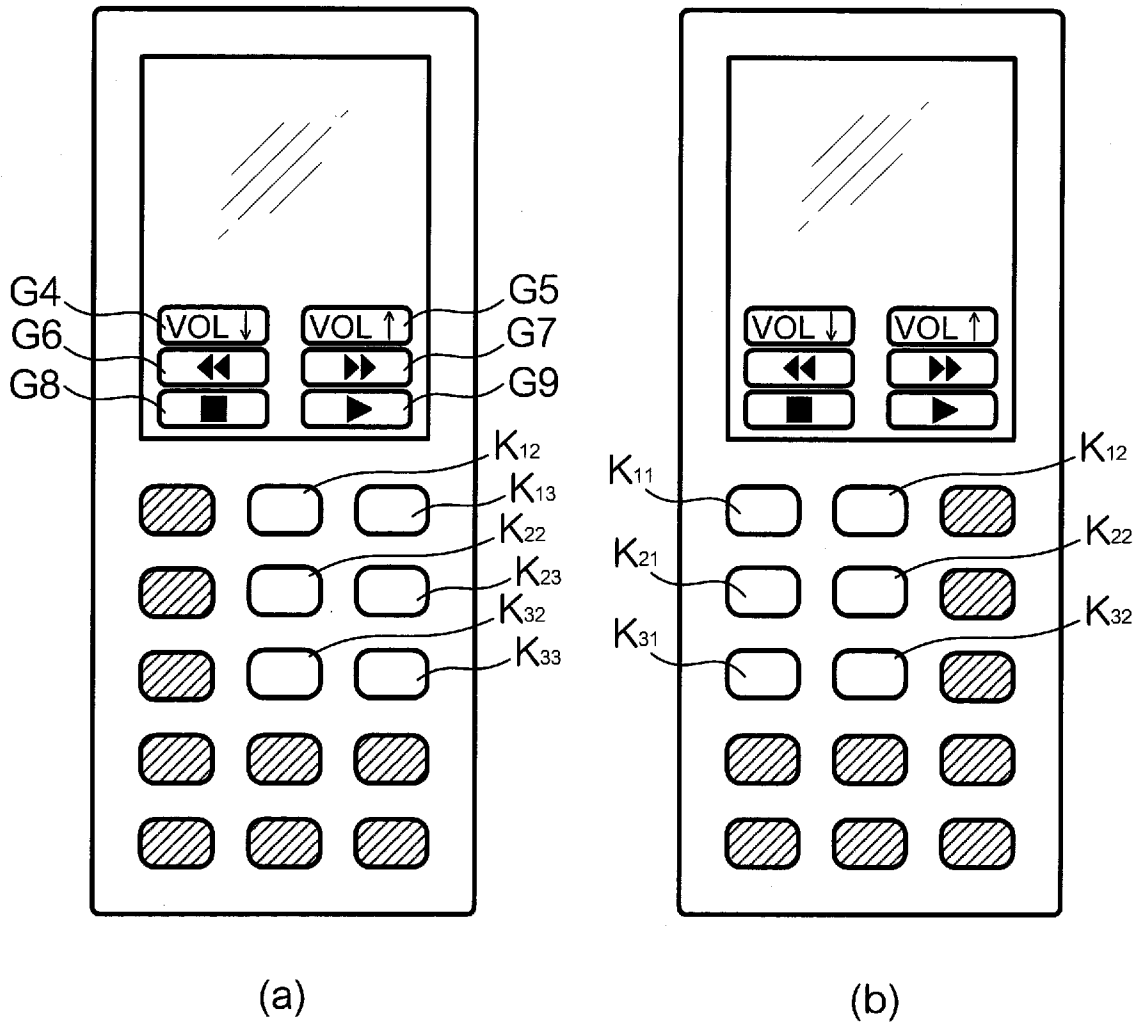 G4
G5
VOL ↓
VOL ↑
VOL ↓
VOL ↑
G6
G7
G8
G9
K12
K13
K11
K12
K22
K23
K21
K22
K32
K33
K31
K32
(a)
(b)